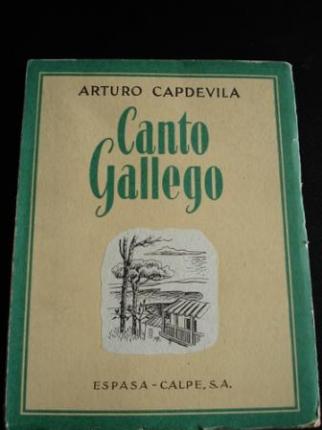 ARTURO CAPDEVILA
Canto
Gallego
ESPASA-CALPE, S.A.